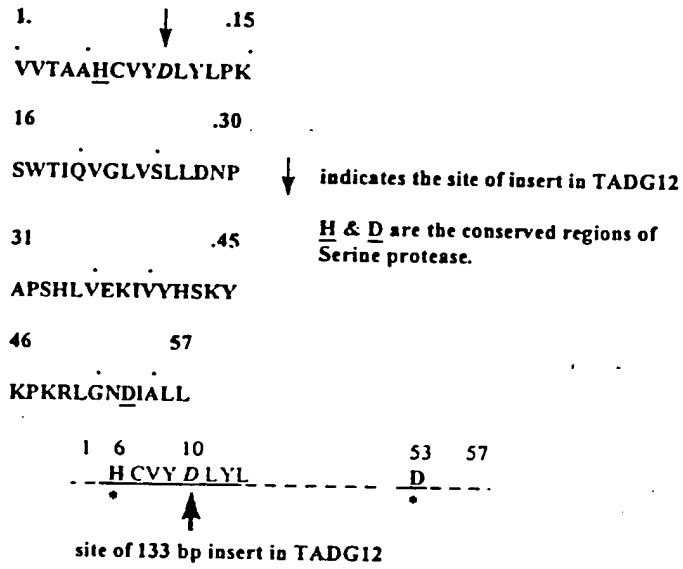 1. .15
VVTAAHCVYDLYLPK
16 .30
SWTIQVGLVSLLDNP
indicates the site of insert in TADG12
H & D are the conserved regions of
Serine protease.
31 .45
APSHLVEKIVYHSKY
46 57
KPKRLGNDIALL
1 6 10 53 57
HCVYDLYL D
* *
site of 133 bp insert in TADG12